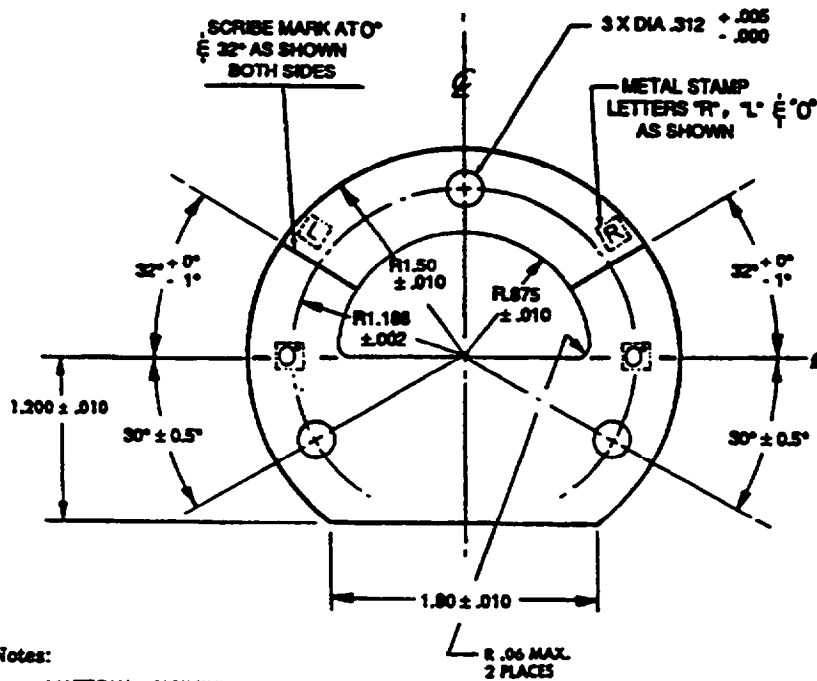 SCRIBE MARK AT 0°
& 32° AS SHOWN
BOTH SIDES
3 X DIA .312 + .005
- .000
METAL STAMP
LETTERS "R", "L" & "0"
AS SHOWN
L
R
32° + 0°
- 1°
R1.50
± .010
R.875
± .010
32° + 0°
- 1°
R1.188
± .002
O
O
1.200 ± .010
30° ± 0.5°
30° ± 0.5°
1.80 ± .010
R .06 MAX.
2 PLACES
Notes: